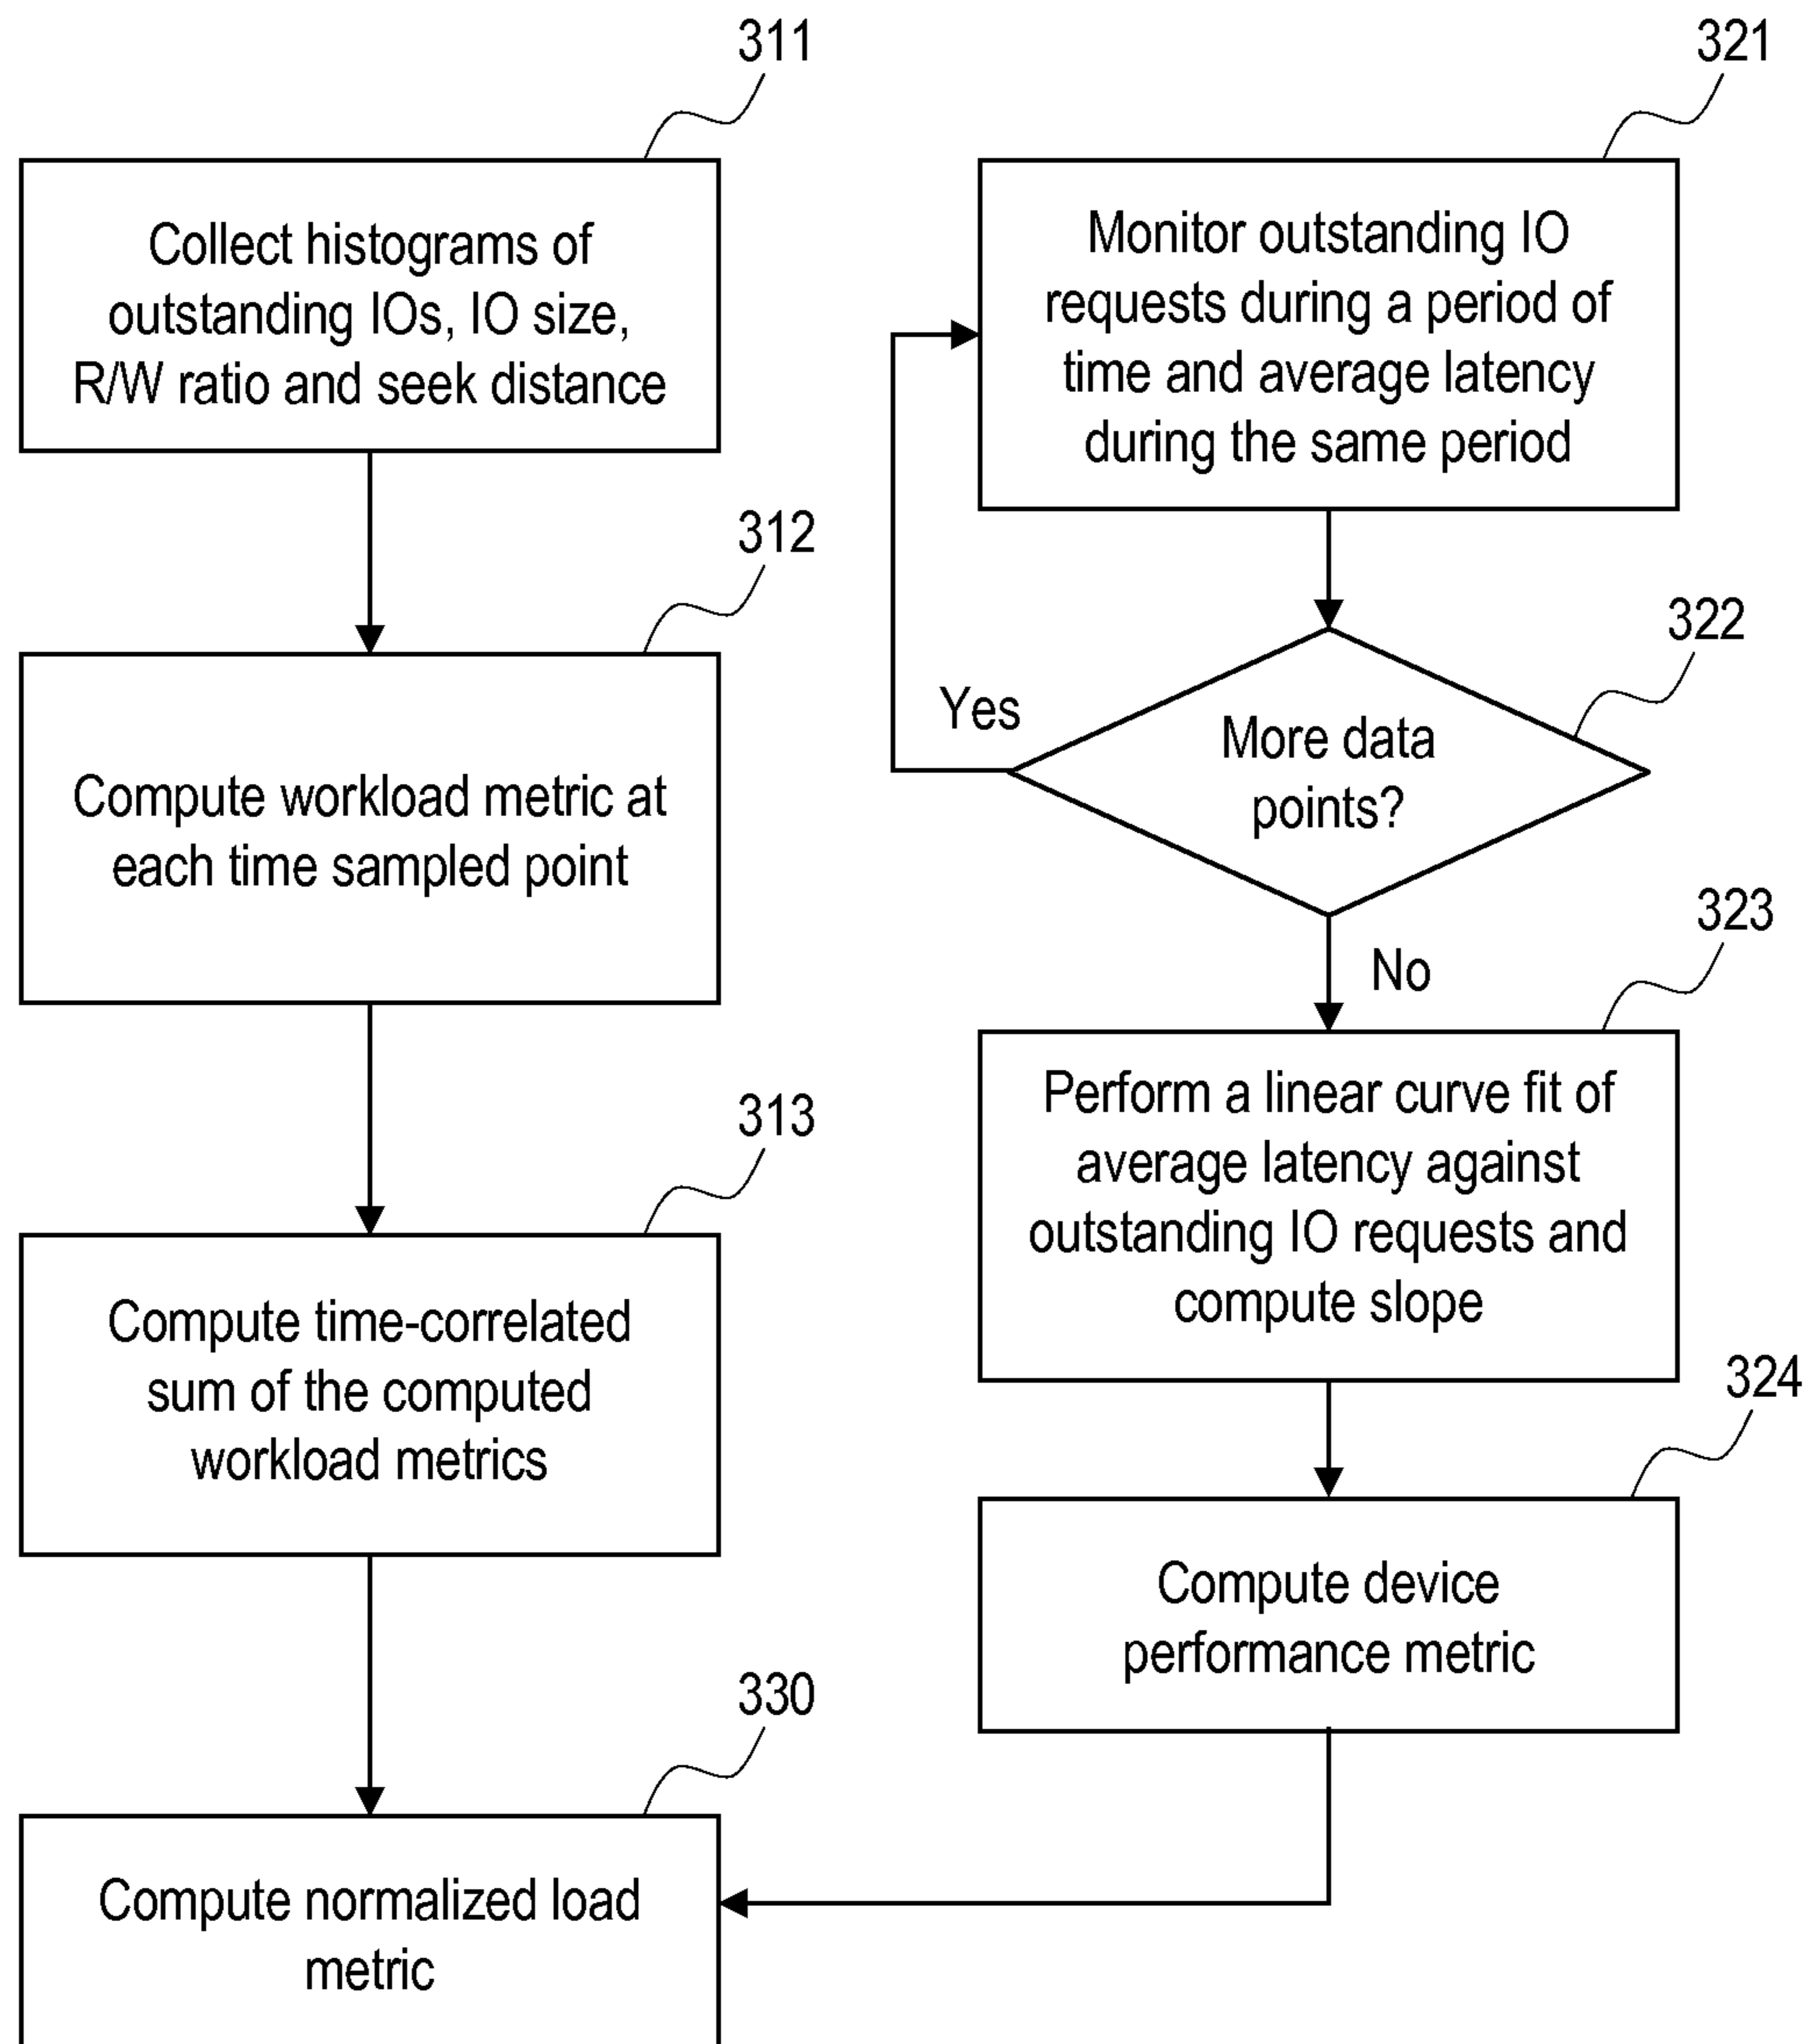 311
Collect histograms of
outstanding IOs, IO size,
R/W ratio and seek distance
312
Compute workload metric at
each time sampled point
313
Compute time-correlated
sum of the computed
workload metrics
330
Compute normalized load
metric
321
Monitor outstanding IO
requests during a period of
time and average latency
during the same period
322
Yes
More data
points?
No
323
Perform a linear curve fit of
average latency against
outstanding IO requests and
compute slope
324
Compute device
performance metric